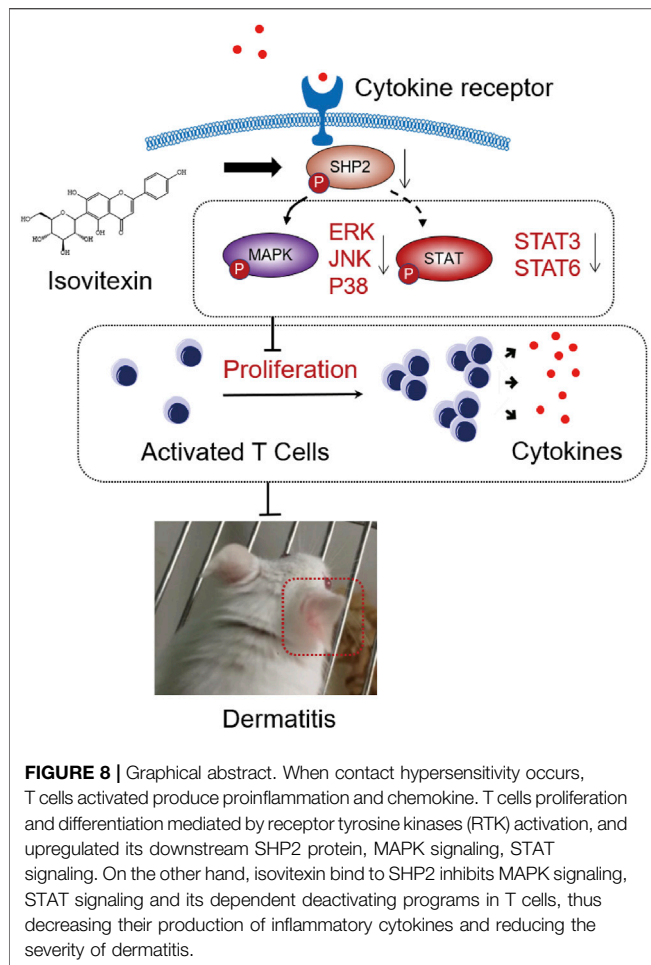 Cytokine receptor
SHP2
P
Isovitexin
MAPK
P
ERK
JNK
P38
STAT
P
STAT3
STAT6
Proliferation
Activated T Cells
Cytokines
Dermatitis
FIGURE 8 | Graphical abstract. When contact hypersensitivity occurs,
T cells activated produce proinflammation and chemokine. T cells proliferation
and differentiation mediated by receptor tyrosine kinases (RTK) activation, and
upregulated its downstream SHP2 protein, MAPK signaling, STAT
signaling. On the other hand, isovitexin bind to SHP2 inhibits MAPK signaling,
STAT signaling and its dependent deactivating programs in T cells, thus
decreasing their production of inflammatory cytokines and reducing the
severity of dermatitis.